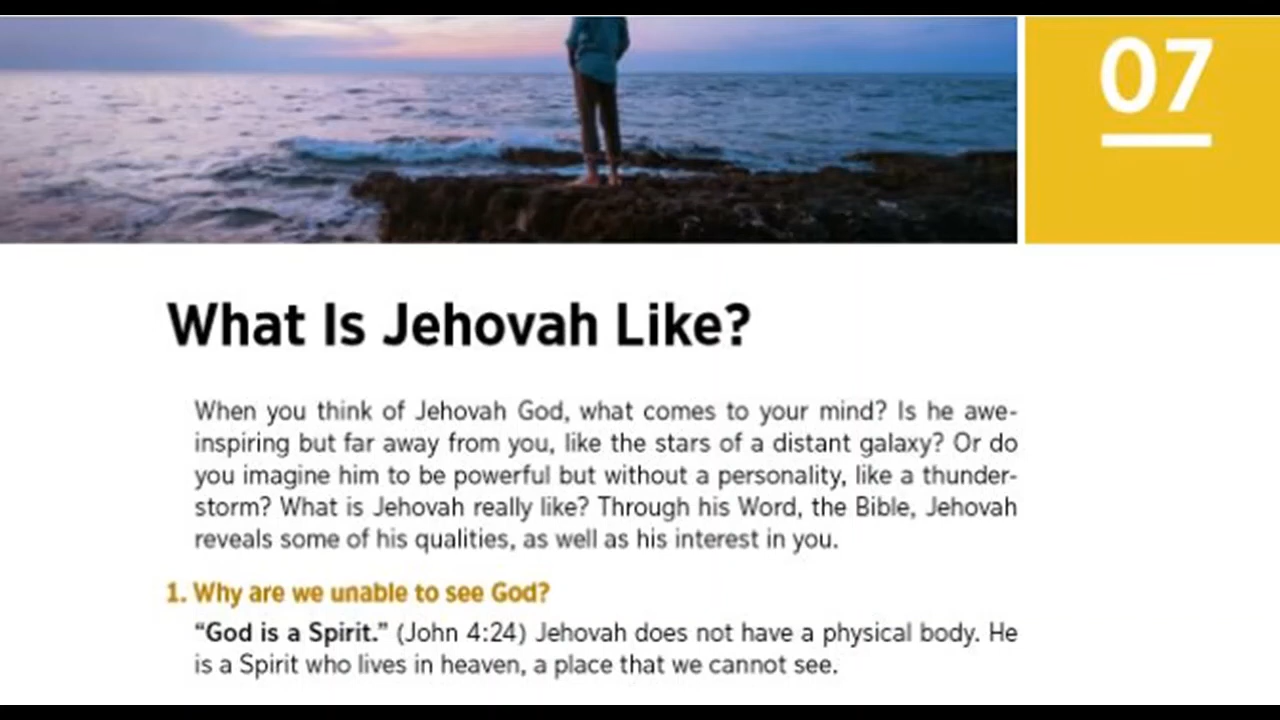 07
What Is Jehovah Like?
When you think of Jehovah God, what comes to your mind? Is he awe-
inspiring but far away from you, like the stars of a distant galaxy? Or do
you imagine him to be powerful but without a personality, like a thunder-
storm? What is Jehovah really like? Through his Word, the Bible, Jehovah
reveals some of his qualities, as well as his interest in you.
1. Why are we unable to see God?
“God is a Spirit.” (John 4:24) Jehovah does not have a physical body. He
is a Spirit who lives in heaven, a place that we cannot see.